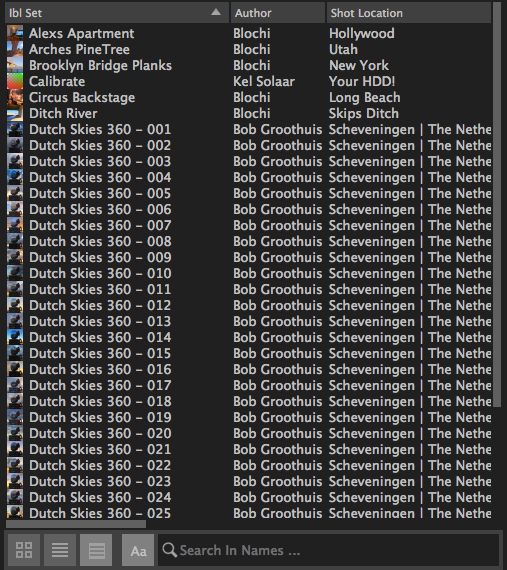 Ibl Set Author Shot Location
Alexs Apartment Blochi Hollywood
Arches PineTree Blochi Utah
Brooklyn Bridge Planks Blochi New York
Calibrate Kel Solaar Your HDD!
Circus Backstage Blochi Long Beach
Ditch River Blochi Skips Ditch
Dutch Skies 360 – 001 Bob Groothuis Scheveningen | The Nethe
Dutch Skies 360 – 002 Bob Groothuis Scheveningen | The Nethe
Dutch Skies 360 – 003 Bob Groothuis Scheveningen | The Nethe
Dutch Skies 360 – 004 Bob Groothuis Scheveningen | The Nethe
Dutch Skies 360 – 005 Bob Groothuis Scheveningen | The Nethe
Dutch Skies 360 – 006 Bob Groothuis Scheveningen | The Nethe
Dutch Skies 360 – 007 Bob Groothuis Scheveningen | The Nethe
Dutch Skies 360 – 008 Bob Groothuis Scheveningen | The Nethe
Dutch Skies 360 – 009 Bob Groothuis Scheveningen | The Nethe
Dutch Skies 360 – 010 Bob Groothuis Scheveningen | The Nethe
Dutch Skies 360 – 011 Bob Groothuis Scheveningen | The Nethe
Dutch Skies 360 – 012 Bob Groothuis Scheveningen | The Nethe
Dutch Skies 360 – 013 Bob Groothuis Scheveningen | The Nethe
Dutch Skies 360 – 014 Bob Groothuis Scheveningen | The Nethe
Dutch Skies 360 – 015 Bob Groothuis Scheveningen | The Nethe
Dutch Skies 360 – 016 Bob Groothuis Scheveningen | The Nethe
Dutch Skies 360 – 017 Bob Groothuis Scheveningen | The Nethe
Dutch Skies 360 – 018 Bob Groothuis Scheveningen | The Nethe
Dutch Skies 360 – 019 Bob Groothuis Scheveningen | The Nethe
Dutch Skies 360 – 020 Bob Groothuis Scheveningen | The Nethe
Dutch Skies 360 – 021 Bob Groothuis Scheveningen | The Nethe
Dutch Skies 360 – 022 Bob Groothuis Scheveningen | The Nethe
Dutch Skies 360 – 023 Bob Groothuis Scheveningen | The Nethe
Dutch Skies 360 – 024 Bob Groothuis Scheveningen | The Nethe
Dutch Skies 360 – 025 Bob Groothuis Scheveningen | The Nethe
Aa Search In Names ...